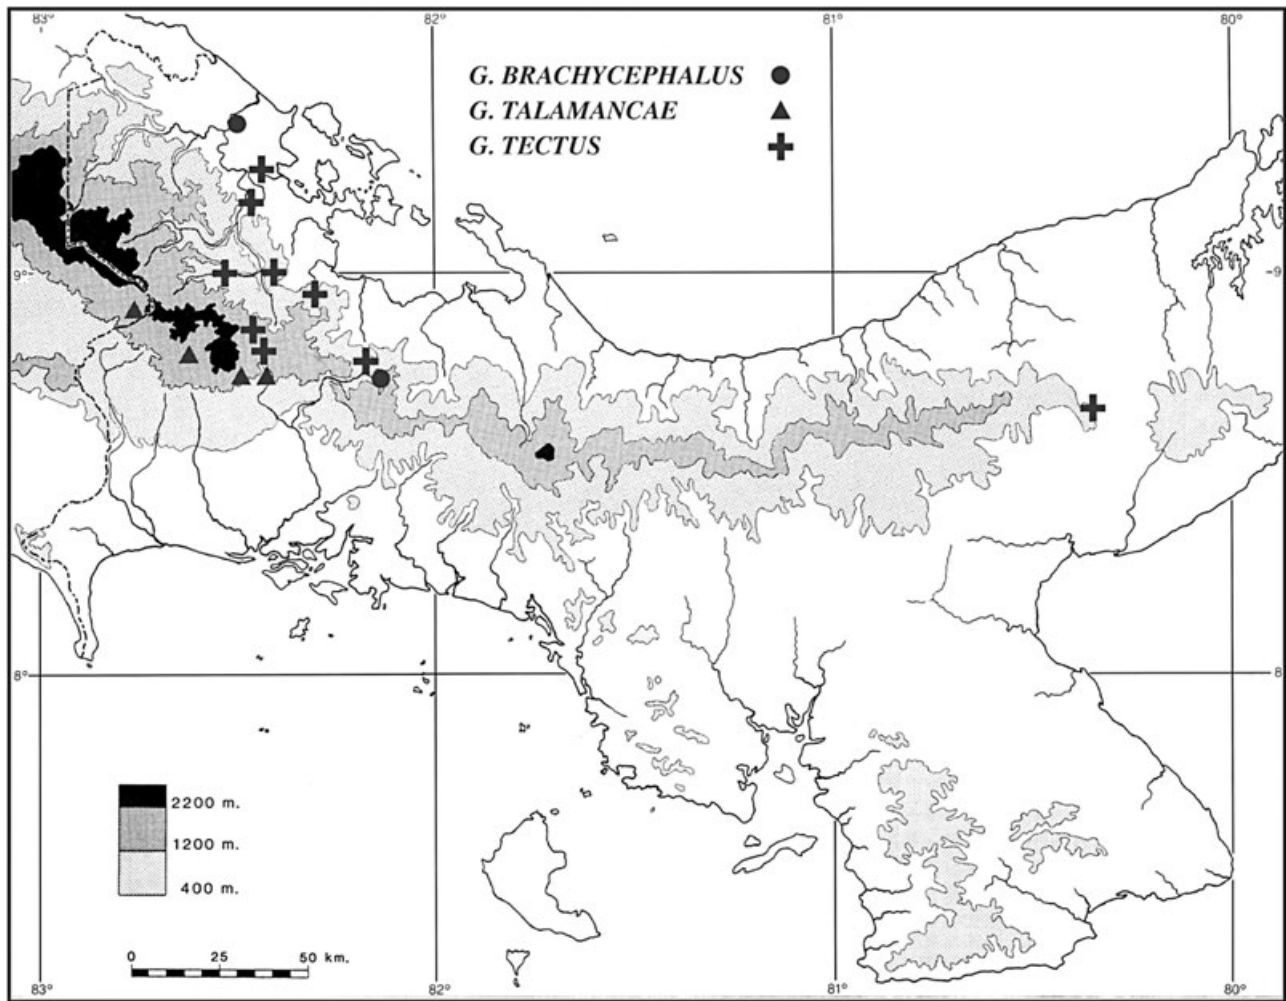 83° 82° 81° 80°
G. BRACHYCEPHALUS
G. TALAMANCAE
G. TECTUS
9° 9
8° 8
2200 m.
1200 m.
400 m.
0 25 50 km.
83° 82° 81° 80°